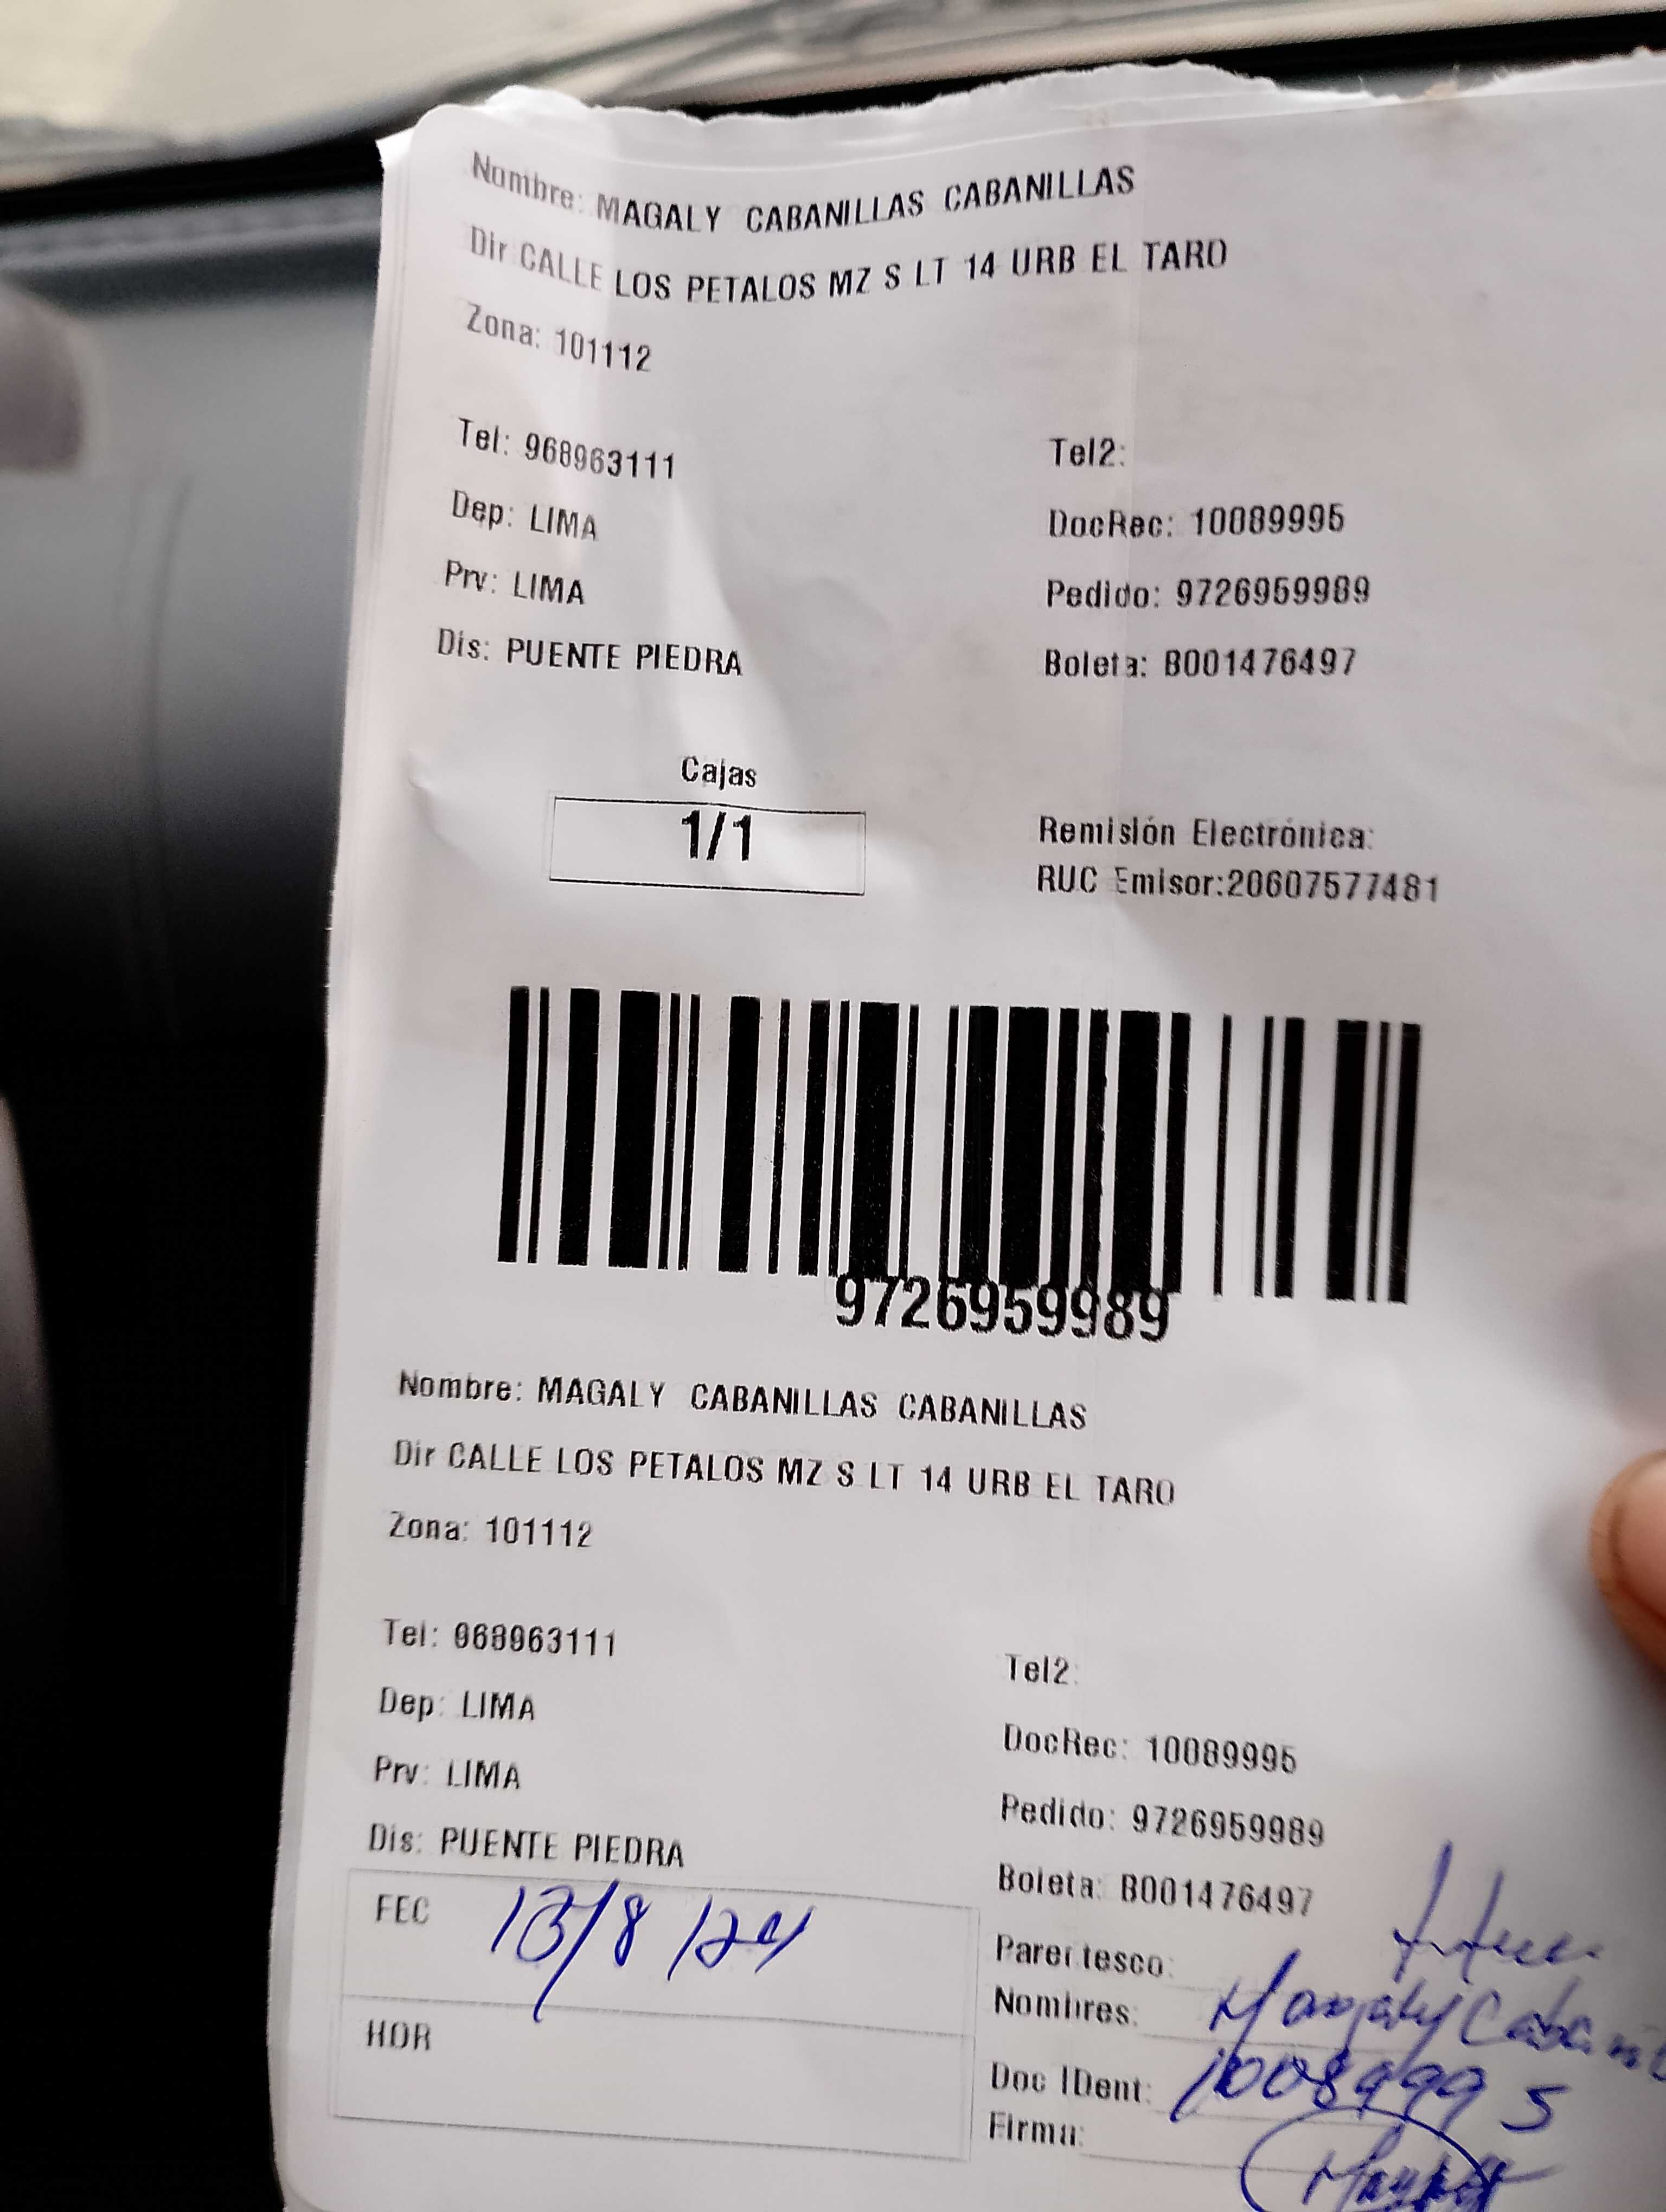 Nombre: MAGALY CABANILLAS CABANILLAS
Dir CALLE LOS PETALOS MZ S LT 14 URB EL TARO
Zona: 101112
Tel: 968963111
Tel2:
Dep: LIMA
DocRec: 10089995
Prv: LIMA
Pedido: 9726959989
Dis: PUENTE PIEDRA
Boleta: B001476497
Cajas
1/1
Remisión Electrónica:
RUC Emisor:20607577481
9726959989
Nombre: MAGALY CABANILLAS CABANILLAS
Dir CALLE LOS PETALOS MZ S LT 14 URB EL TARO
Zona: 101112
Tel: 968963111
Tel2:
Dep: LIMA
DocRec: 10089995
Prv: LIMA
Pedido: 9726959989
Dis: PUENTE PIEDRA
Boleta: B001476497
FEC 13/8/24
Parentesco:
Nombres: Magaly
HOR
Doc IDent: 10089995
Firma: